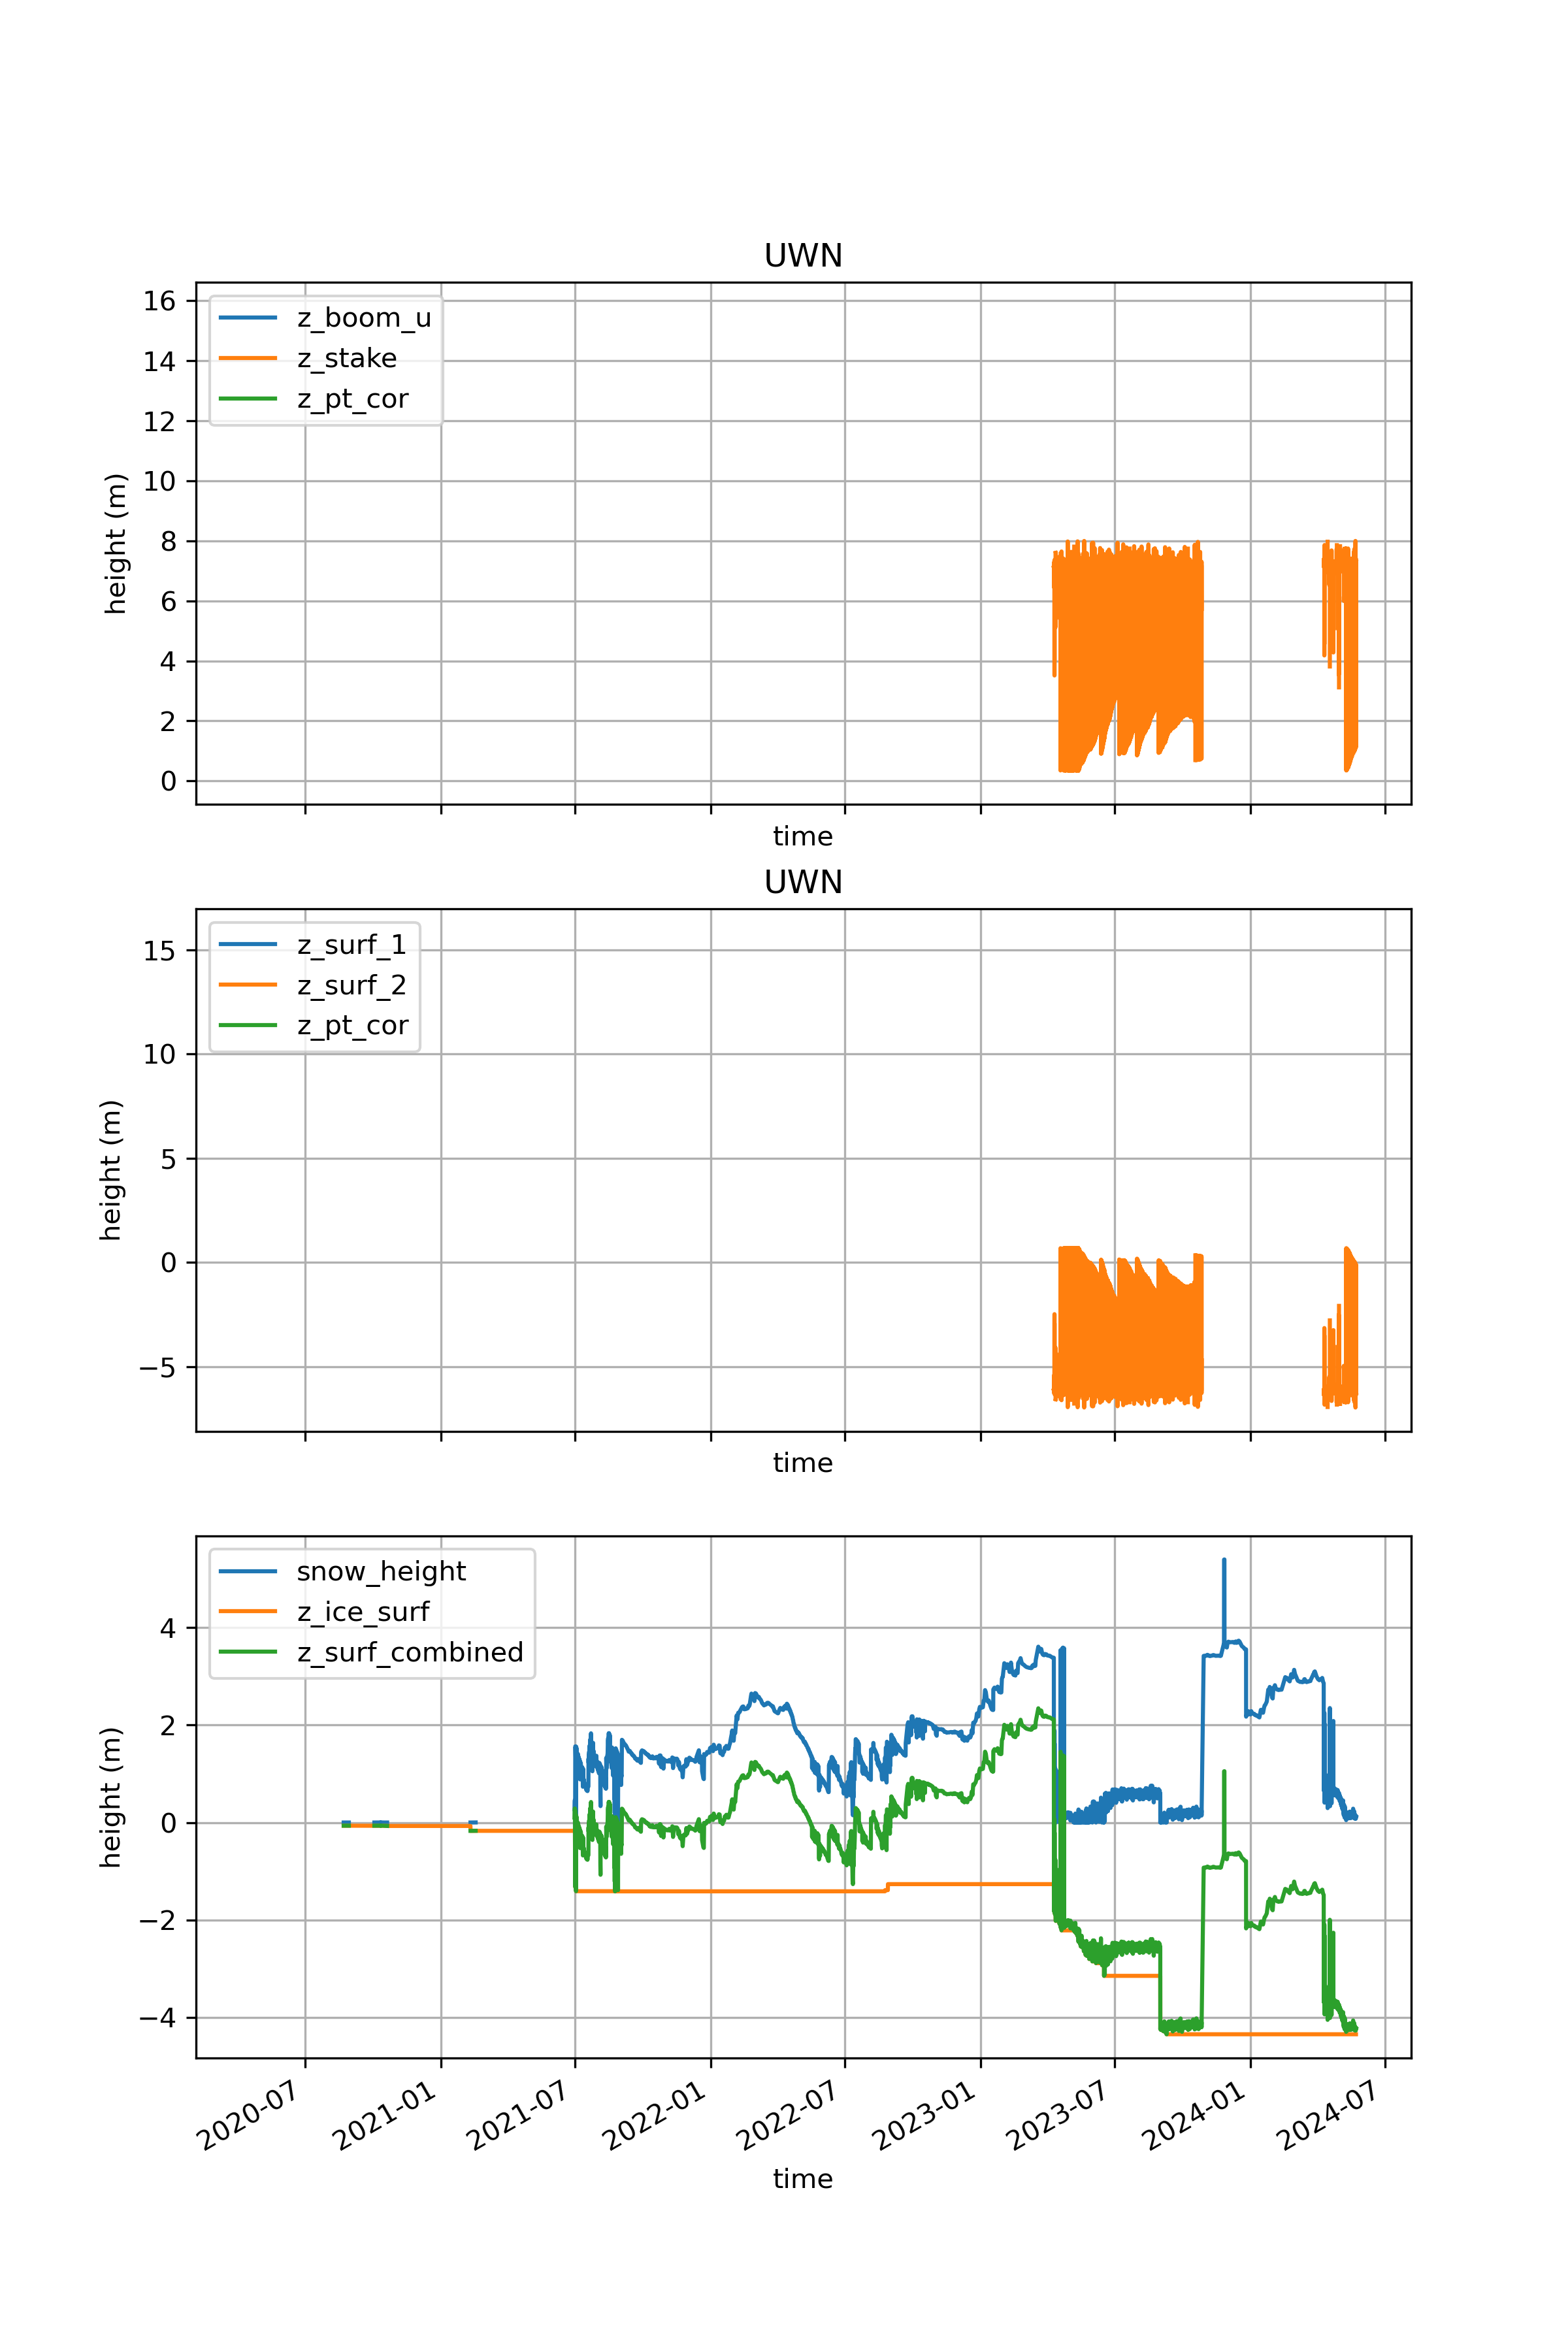 UWN
16
14
12
10
8
6
4
2
0
height (m)
z_boom_u
z_stake
z_pt_cor
time
UWN
15
10
5
0
−5
height (m)
z_surf_1
z_surf_2
z_pt_cor
time
4
2
0
−2
−4
height (m)
snow_height
z_ice_surf
z_surf_combined
2020-07
2021-01
2021-07
2022-01
2022-07
2023-01
2023-07
2024-01
2024-07
time